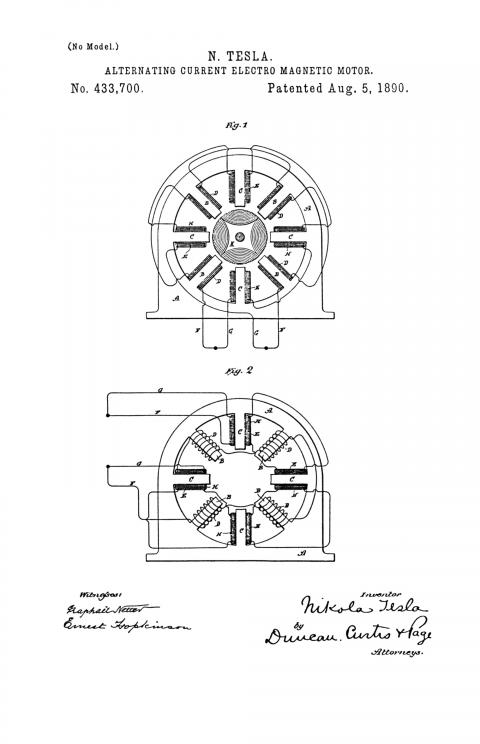 (No Model.)
N. TESLA.
ALTERNATING CURRENT ELECTRO MAGNETIC MOTOR.
No. 433,700. Patented Aug. 5, 1890.
Fig. 1
D C E
B B
D
A
H
C K C
E H
B B
D D
C E
A
F G G F
Fig. 2
G
F
A
C H
D E D
B B
G
E
C C
F
E H H
B B B
D D
H C E
A
Witnesses
Raphaël Netter
Ernest Hopkinson
Inventor
Nikola Tesla
by
Duncan, Curtis & Page
Attorneys.